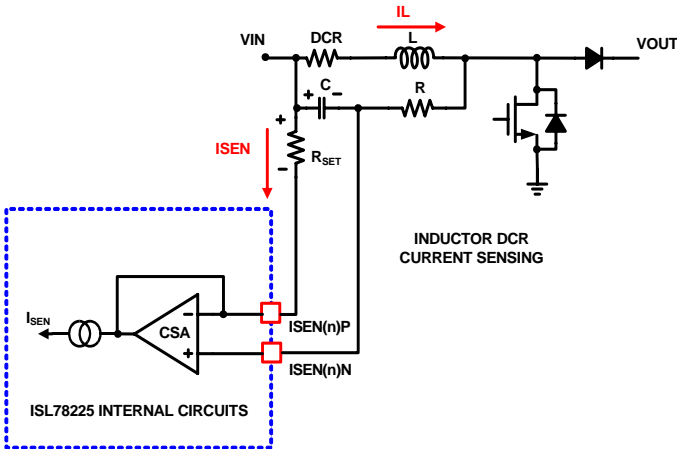 IL
VIN
DCR
L
VOUT
+ C -
R
+
ISEN
RSET
-
INDUCTOR DCR
CURRENT SENSING
ISEN
-
CSA
+
ISEN(n)P
ISEN(n)N
ISL78225 INTERNAL CIRCUITS